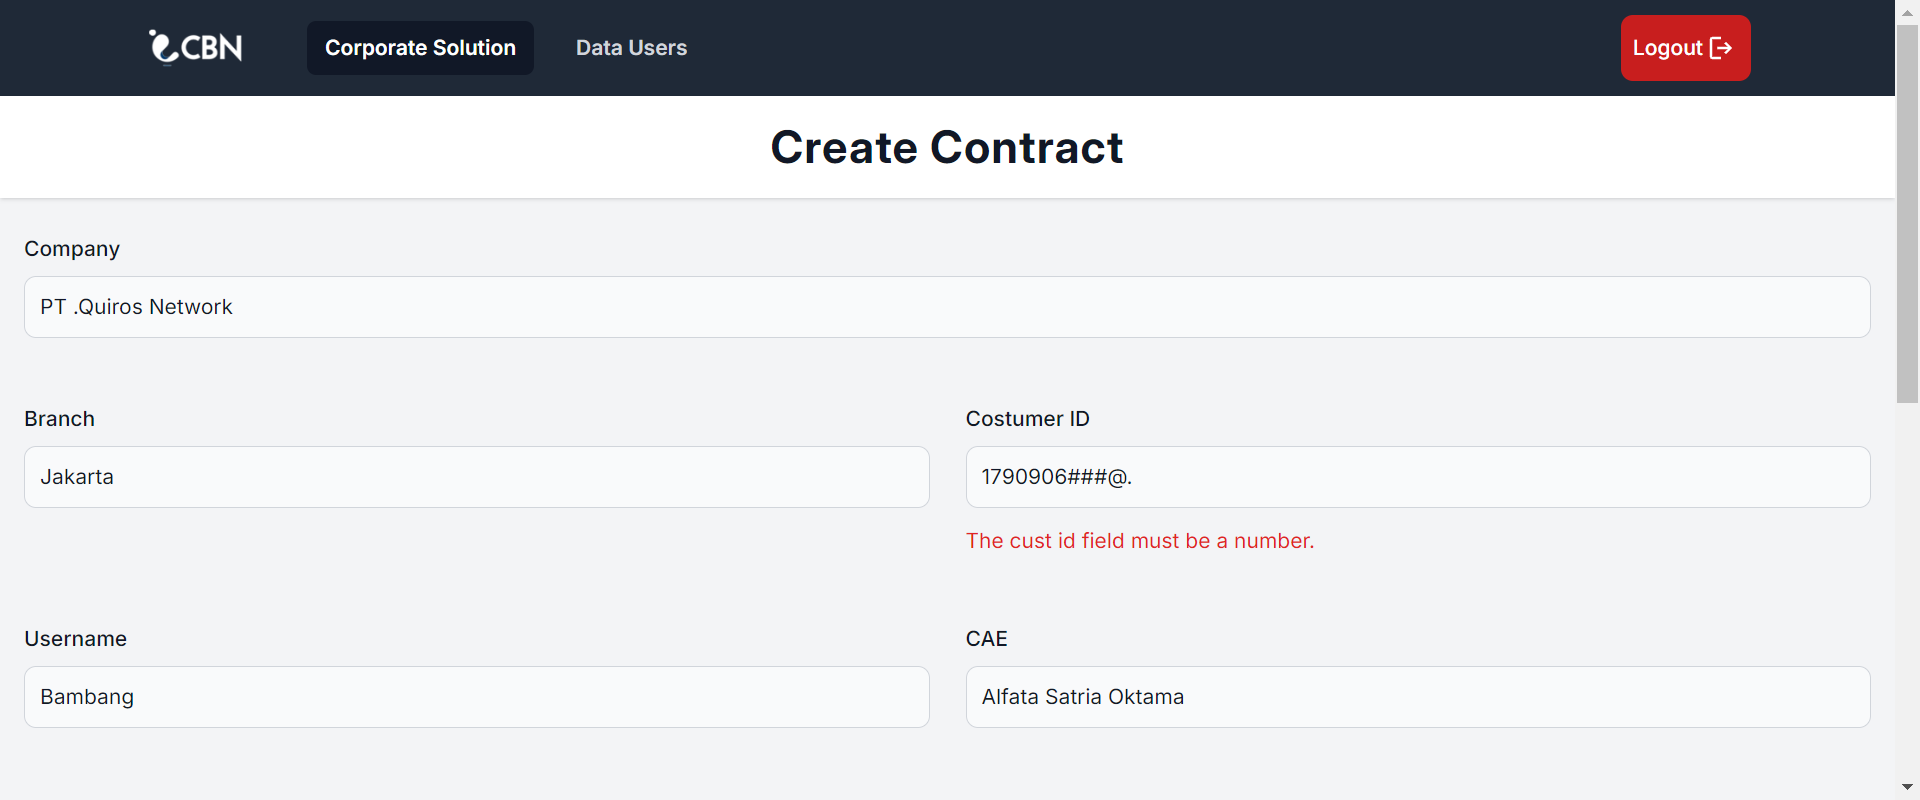 CBN
Corporate Solution
Data Users
Logout
Create Contract
Company
PT .Quiros Network
Branch
Costumer ID
Jakarta
1790906###@.
The cust id field must be a number.
Username
CAE
Bambang
Alfata Satria Oktama